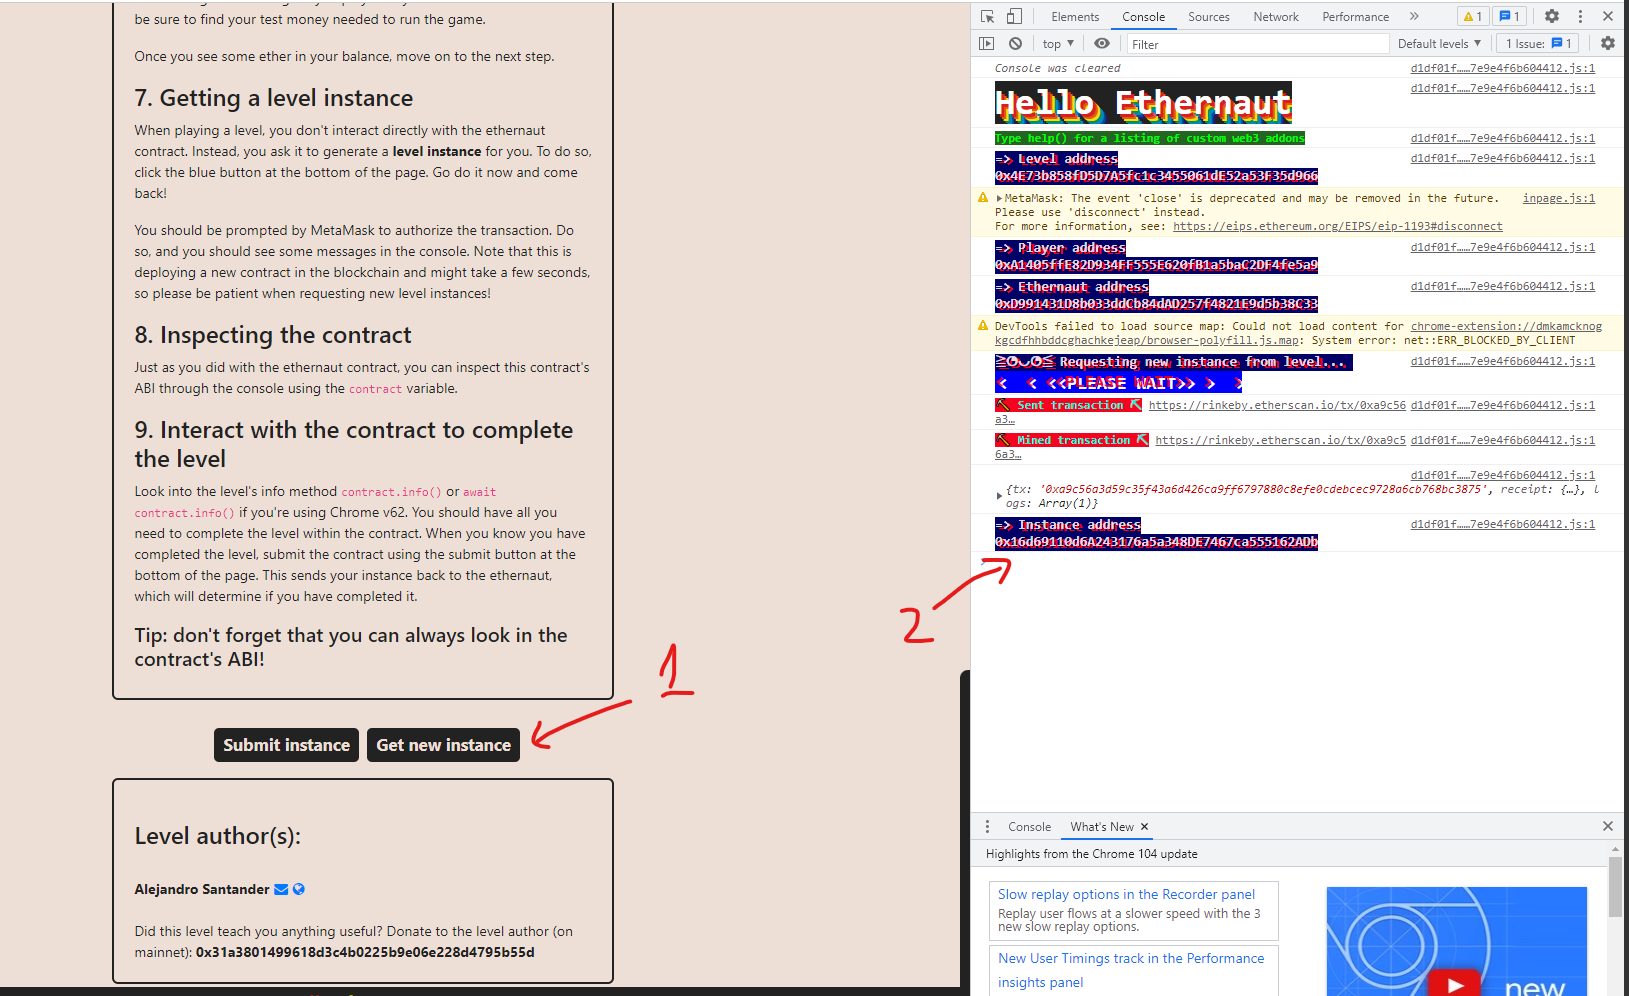 be sure to find your test money needed to run the game.
Once you see some ether in your balance, move on to the next step.
7. Getting a level instance
When playing a level, you don't interact directly with the ethernaut
contract. Instead, you ask it to generate a level instance for you. To do so,
click the blue button at the bottom of the page. Go do it now and come
back!
You should be prompted by MetaMask to authorize the transaction. Do
so, and you should see some messages in the console. Note that this is
deploying a new contract in the blockchain and might take a few seconds,
so please be patient when requesting new level instances!
8. Inspecting the contract
Just as you did with the ethernaut contract, you can inspect this contract's
ABI through the console using the contract variable.
9. Interact with the contract to complete
the level
Look into the level's info method contract.info() or await
contract.info() if you're using Chrome v62. You should have all you
need to complete the level within the contract. When you know you have
completed the level, submit the contract using the submit button at the
bottom of the page. This sends your instance back to the ethernaut,
which will determine if you have completed it.
Tip: don't forget that you can always look in the
contract's ABI!
1
Submit instance Get new instance
Level author(s):
Alejandro Santander
Did this level teach you anything useful? Donate to the level author (on
mainnet): 0x31a3801499618d3c4b0225b9e06e228d4795b55d
Elements Console Sources Network Performance » 1 1
top Filter Default levels 1 Issue: 1
Console was cleared d1df01f……7e9e4f6b604412.js:1
Hello Ethernaut d1df01f……7e9e4f6b604412.js:1
Type help() for a listing of custom web3 addons d1df01f……7e9e4f6b604412.js:1
=> Level address d1df01f……7e9e4f6b604412.js:1
0x4E73b858fD5D7A5fc1c3455061dE52a53F35d966
MetaMask: The event 'close' is deprecated and may be removed in the future. inpage.js:1
Please use 'disconnect' instead.
For more information, see: https://eips.ethereum.org/EIPS/eip-1193#disconnect
=> Player address d1df01f……7e9e4f6b604412.js:1
0xA1405ffE82D934FF555E620fB1a5baC2DF4fe5a9
=> Ethernaut address d1df01f……7e9e4f6b604412.js:1
0xD991431D8b033ddCb84dAD257f4821E9d5b38C33
DevTools failed to load source map: Could not load content for chrome-extension://dmkamcknog
kgcdfhhbddcghachkejeap/browser-polyfill.js.map: System error: net::ERR_BLOCKED_BY_CLIENT
Requesting new instance from level... d1df01f……7e9e4f6b604412.js:1
< < <<PLEASE WAIT>> > >
Sent transaction https://rinkeby.etherscan.io/tx/0xa9c56 d1df01f……7e9e4f6b604412.js:1
a3…
Mined transaction https://rinkeby.etherscan.io/tx/0xa9c5 d1df01f……7e9e4f6b604412.js:1
6a3…
d1df01f……7e9e4f6b604412.js:1
{tx: '0xa9c56a3d59c35f43a6d426ca9ff6797880c8efe0cdebcec9728a6cb768bc3875', receipt: {…}, l
ogs: Array(1)}
=> Instance address d1df01f……7e9e4f6b604412.js:1
0x16d69110d6A243176a5a348DE7467ca555162ADb
2
Console What's New
Highlights from the Chrome 104 update
Slow replay options in the Recorder panel
Replay user flows at a slower speed with the 3
new slow replay options.
New User Timings track in the Performance
insights panel
new